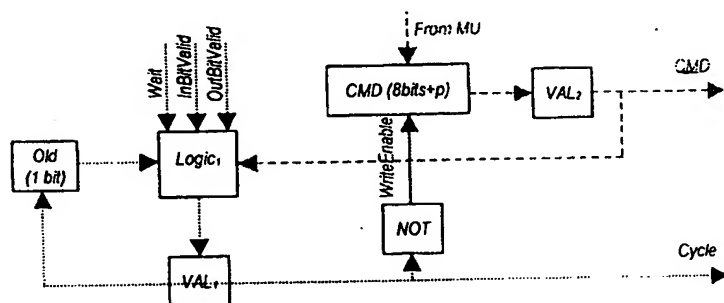 From MU
Wait
InBitValid
OutBitValid
CMD (8bits+p)
VAL₂
CMD
Old
(1 bit)
Logic₁
WriteEnable
NOT
VAL₁
Cycle